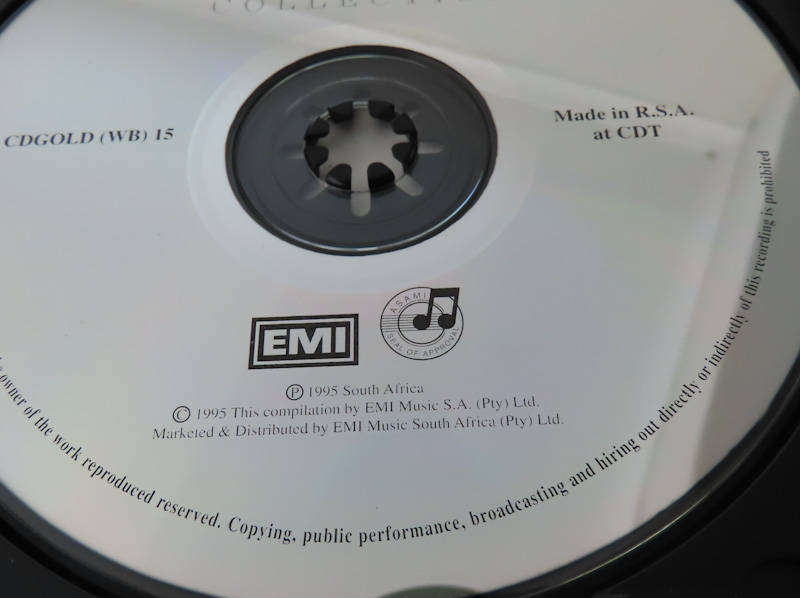 CDGOLD (WB) 15
Made in R.S.A.
at CDT
EMI
ASAMI
SEAL OF APPROVAL
Ⓟ 1995 South Africa
© 1995 This compilation by EMI Music S.A. (Pty) Ltd.
Marketed & Distributed by EMI Music South Africa (Pty) Ltd.
owner of the work reproduced reserved. Copying, public performance, broadcasting and hiring out directly or indirectly of this recording is prohibited